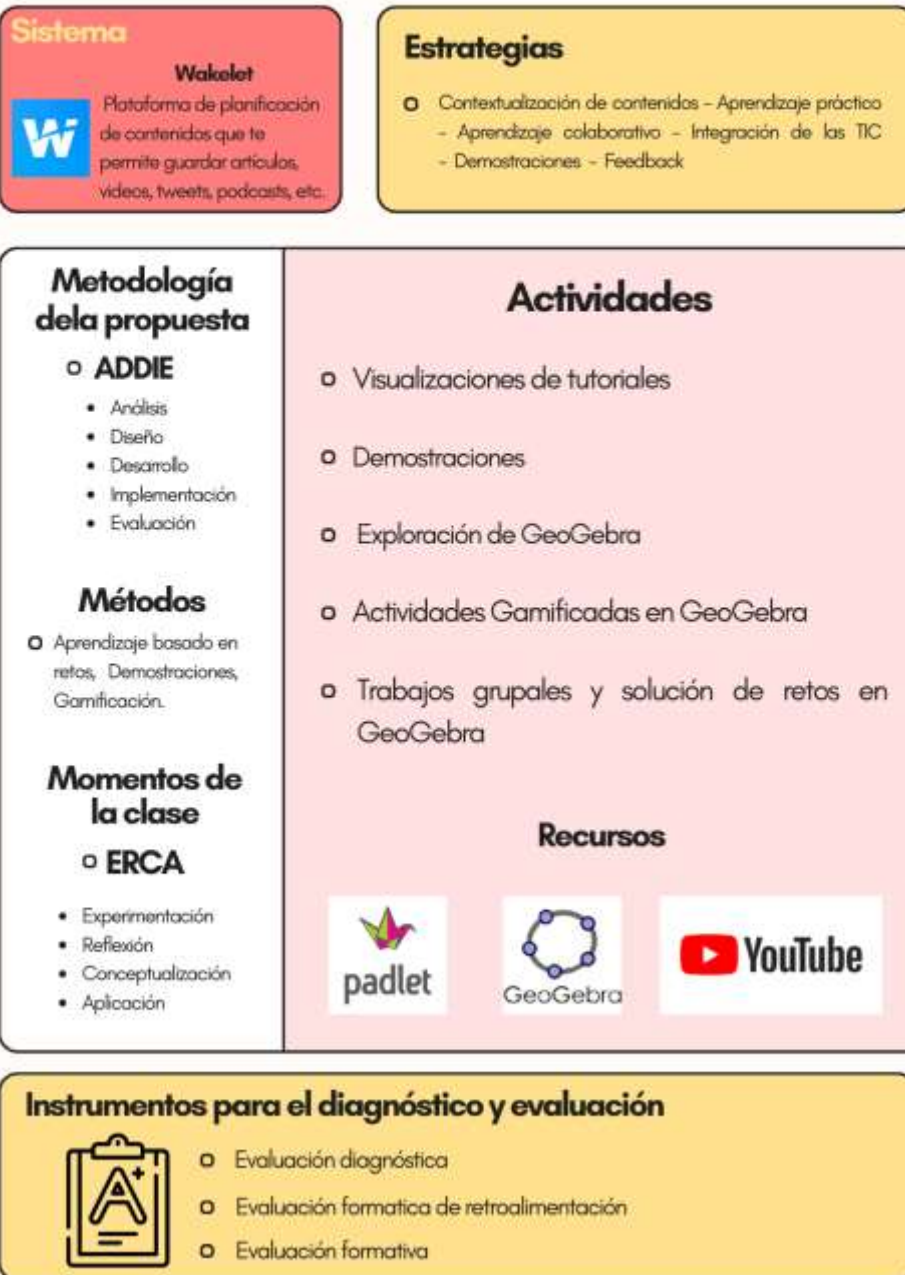 Sistema
Wakelet
Plataforma de planificación
de contenidos que te
permite guardar artículos,
videos, tweets, podcasts, etc.
Estrategias
Contextualización de contenidos - Aprendizaje práctico
- Aprendizaje colaborativo - Integración de las TIC
- Demostraciones - Feedback
Metodología
dela propuesta
ADDIE
Análisis
Diseño
Desarrollo
Implementación
Evaluación
Métodos
Aprendizaje basado en
retos, Demostraciones,
Gamificación.
Momentos de
la clase
ERCA
Experimentación
Reflexión
Conceptualización
Aplicación
Actividades
Visualizaciones de tutoriales
Demostraciones
Exploración de GeoGebra
Actividades Gamificadas en GeoGebra
Trabajos grupales y solución de retos en
GeoGebra
Recursos
padlet
GeoGebra
YouTube
Instrumentos para el diagnóstico y evaluación
A+
Evaluación diagnóstica
Evaluación formatica de retroalimentación
Evaluación formativa